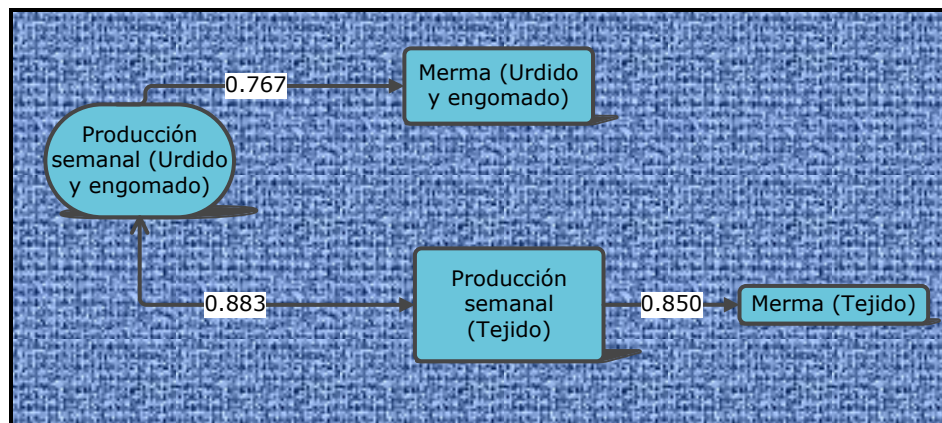 Merma (Urdido
y engomado)
0.767
Producción
semanal (Urdido
y engomado)
Producción
semanal
(Tejido)
0.883
0.850
Merma (Tejido)